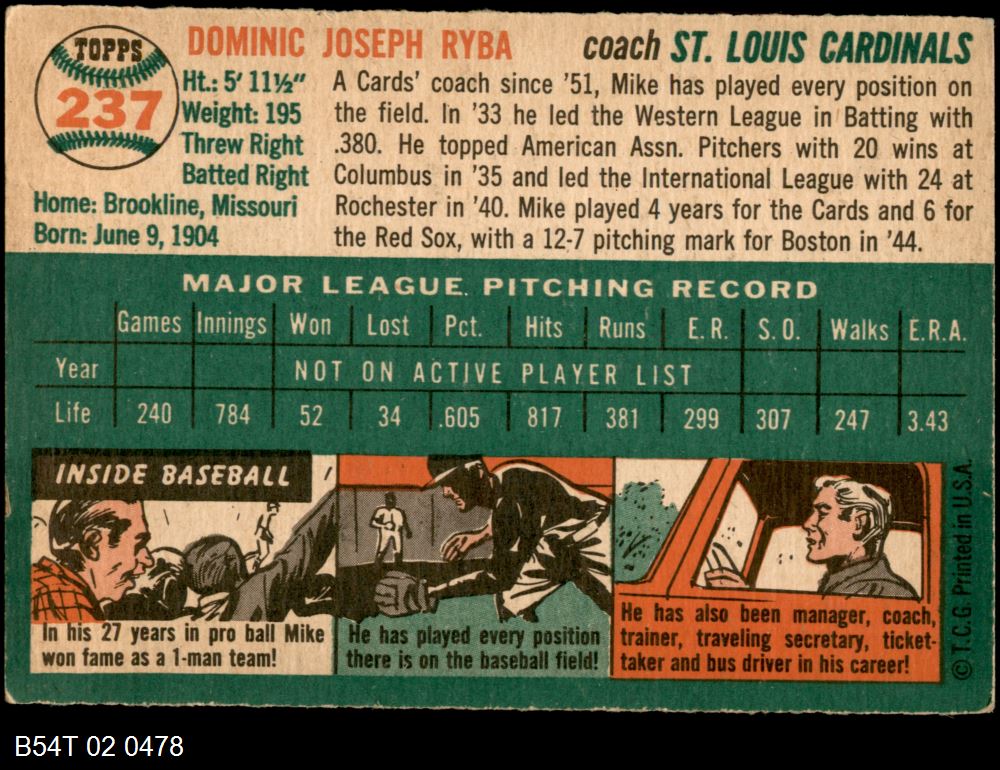 TOPPS
237
DOMINIC JOSEPH RYBA
coach ST. LOUIS CARDINALS
Ht.: 5' 11½"
Weight: 195
Threw Right
Batted Right
Home: Brookline, Missouri
Born: June 9, 1904
A Cards' coach since '51, Mike has played every position on
the field. In '33 he led the Western League in Batting with
.380. He topped American Assn. Pitchers with 20 wins at
Columbus in '35 and led the International League with 24 at
Rochester in '40. Mike played 4 years for the Cards and 6 for
the Red Sox, with a 12-7 pitching mark for Boston in '44.
MAJOR LEAGUE PITCHING RECORD
Games Innings Won Lost Pct. Hits Runs E.R. S.O. Walks E.R.A.
Year NOT ON ACTIVE PLAYER LIST
Life 240 784 52 34 .605 817 381 299 307 247 3.43
INSIDE BASEBALL
In his 27 years in pro ball Mike
won fame as a 1-man team!
He has played every position
there is on the baseball field!
He has also been manager, coach,
trainer, traveling secretary, ticket-
taker and bus driver in his career!
© T.C.G. Printed in U.S.A.
B54T 02 0478